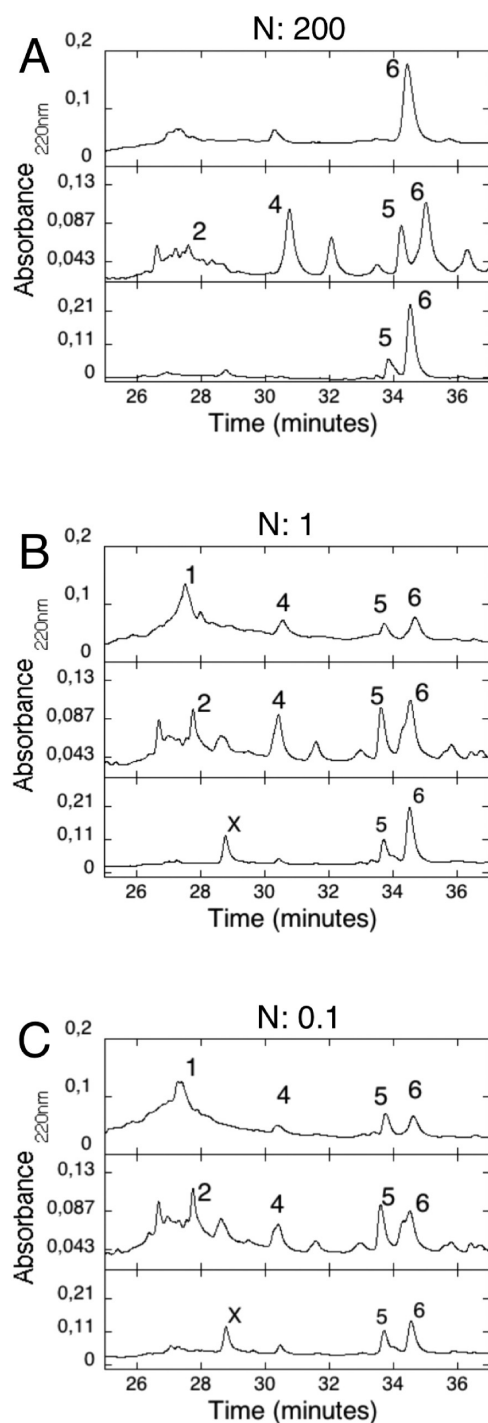 A
N: 200
0,2
6
0,1
220nm
0
0,13
4
6
5
0,087
2
0,043
Absorbance
0,21
6
0,11
5
0
26 28 30 32 34 36
Time (minutes)
B
N: 1
0,2
1
0,1
4 5 6
220nm
0
0,13
5 6
0,087
2 4
0,043
Absorbance
0,21
6
X 5
0,11
0
26 28 30 32 34 36
Time (minutes)
C
N: 0.1
0,2
1
0,1
4 5 6
220nm
0
0,13
2 4 5 6
0,087
0,043
Absorbance
0,21
X 5 6
0,11
0
26 28 30 32 34 36
Time (minutes)